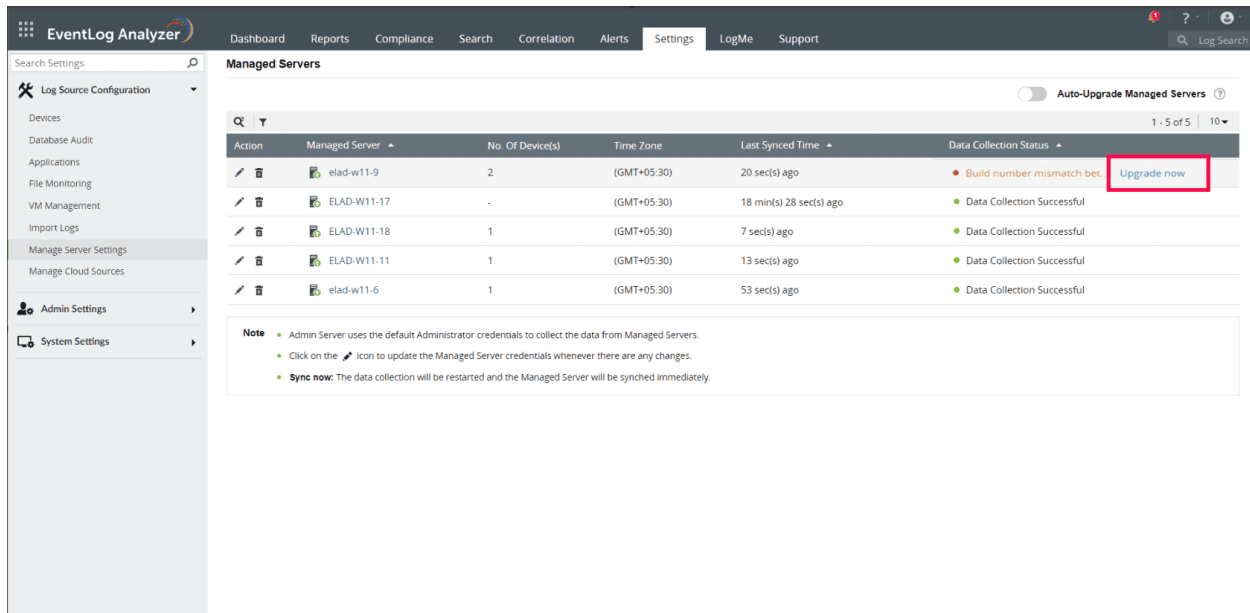 1 ?
EventLog Analyzer
Dashboard Reports Compliance Search Correlation Alerts Settings LogMe Support
Log Search
Search Settings
Managed Servers
Log Source Configuration
Auto-Upgrade Managed Servers ?
Devices
Database Audit
Applications
File Monitoring
VM Management
Import Logs
Manage Server Settings
Manage Cloud Sources
Admin Settings
System Settings
1 - 5 of 5 10
Action Managed Server No. Of Device(s) Time Zone Last Synced Time Data Collection Status
elad-w11-9 2 (GMT+05:30) 20 sec(s) ago Build number mismatch bet... Upgrade now
ELAD-W11-17 - (GMT+05:30) 18 min(s) 28 sec(s) ago Data Collection Successful
ELAD-W11-18 1 (GMT+05:30) 7 sec(s) ago Data Collection Successful
ELAD-W11-11 1 (GMT+05:30) 13 sec(s) ago Data Collection Successful
elad-w11-6 1 (GMT+05:30) 53 sec(s) ago Data Collection Successful
Note • Admin Server uses the default Administrator credentials to collect the data from Managed Servers.
• Click on the icon to update the Managed Server credentials whenever there are any changes.
• Sync now: The data collection will be restarted and the Managed Server will be synched immediately.